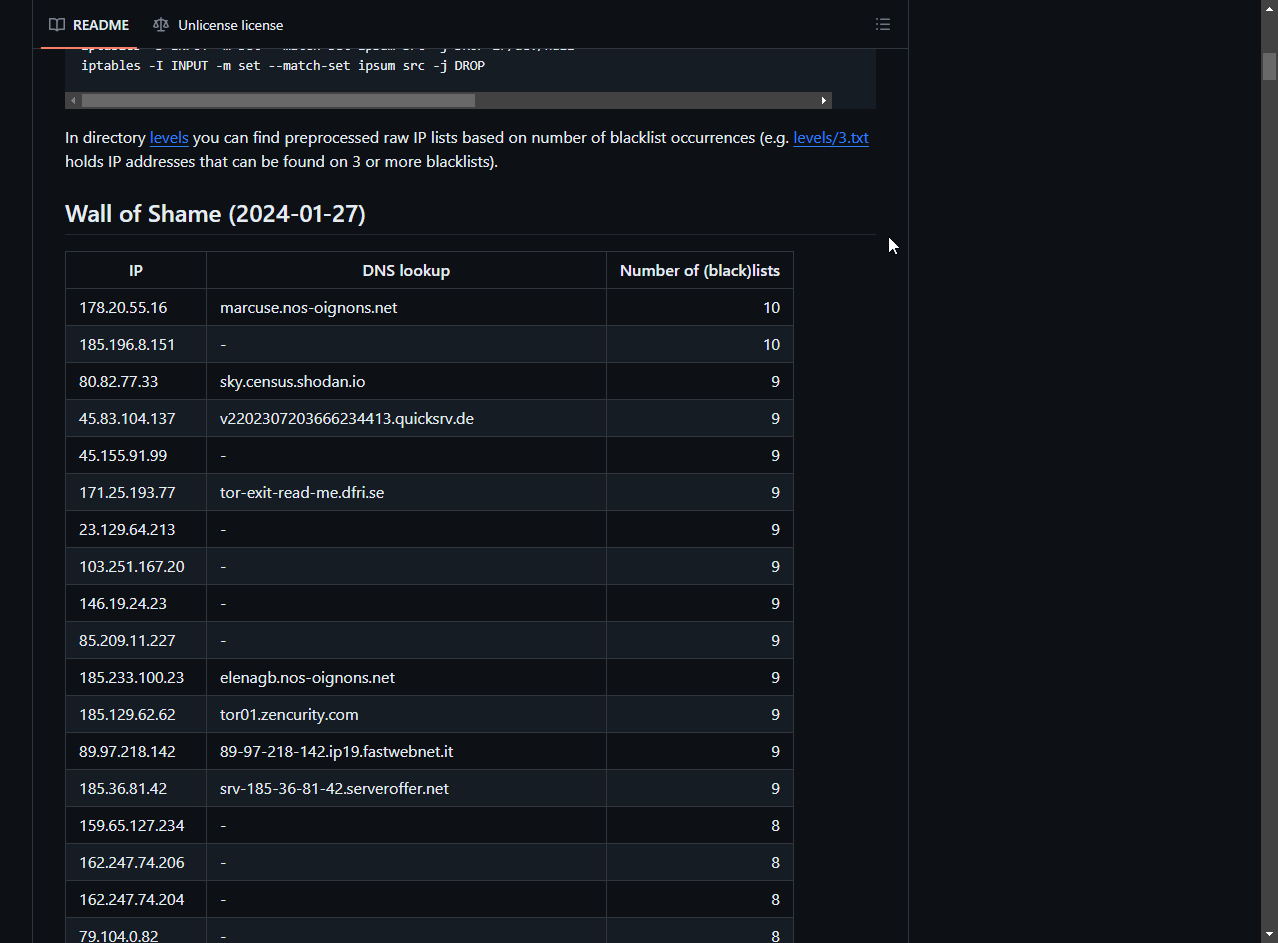 README Unlicense license
iptables -I INPUT -m set --match-set ipsum src -j DROP
In directory levels you can find preprocessed raw IP lists based on number of blacklist occurrences (e.g. levels/3.txt
holds IP addresses that can be found on 3 or more blacklists).
Wall of Shame (2024-01-27)
IP DNS lookup Number of (black)lists
178.20.55.16 marcuse.nos-oignons.net 10
185.196.8.151 - 10
80.82.77.33 sky.census.shodan.io 9
45.83.104.137 v2202307203666234413.quicksrv.de 9
45.155.91.99 - 9
171.25.193.77 tor-exit-read-me.dfri.se 9
23.129.64.213 - 9
103.251.167.20 - 9
146.19.24.23 - 9
85.209.11.227 - 9
185.233.100.23 elenagb.nos-oignons.net 9
185.129.62.62 tor01.zencurity.com 9
89.97.218.142 89-97-218-142.ip19.fastwebnet.it 9
185.36.81.42 srv-185-36-81-42.serveroffer.net 9
159.65.127.234 - 8
162.247.74.206 - 8
162.247.74.204 - 8
79.104.0.82 - 8